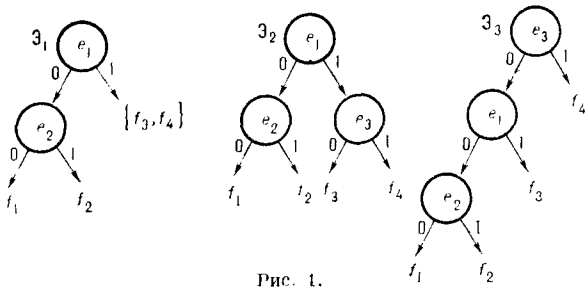 Э₁ e₁ Э₂ e₁ Э₃ e₃
0 1 0 1 0 1
e₂ {f₃, f₄} e₂ e₃ e₁ f₄
0 1 0 1 0 1 0 1
f₁ f₂ f₁ f₂ f₃ f₄ e₂ f₃
0 1
f₁ f₂
Рис. 1.